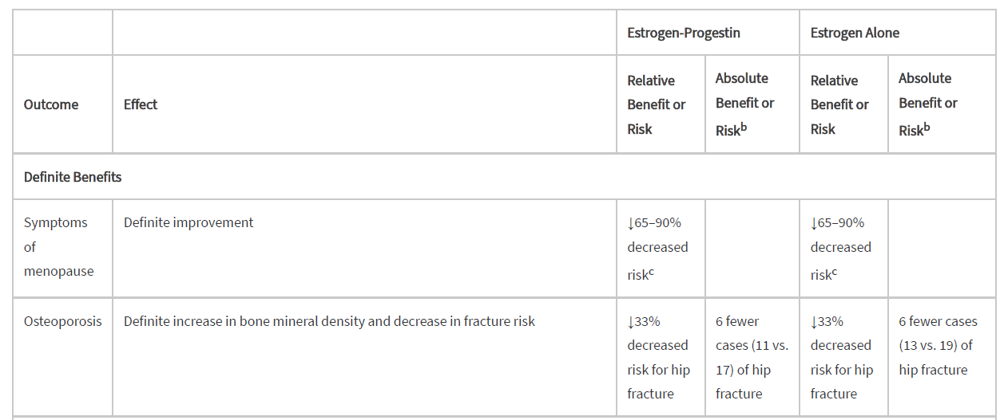 Estrogen-Progestin Estrogen Alone
Outcome Effect Relative Benefit or Risk Absolute Benefit or Riskb Relative Benefit or Risk Absolute Benefit or Riskb
Definite Benefits
Symptoms of menopause Definite improvement ↓65–90% decreased riskc ↓65–90% decreased riskc
Osteoporosis Definite increase in bone mineral density and decrease in fracture risk ↓33% decreased risk for hip fracture 6 fewer cases (11 vs. 17) of hip fracture ↓33% decreased risk for hip fracture 6 fewer cases (13 vs. 19) of hip fracture